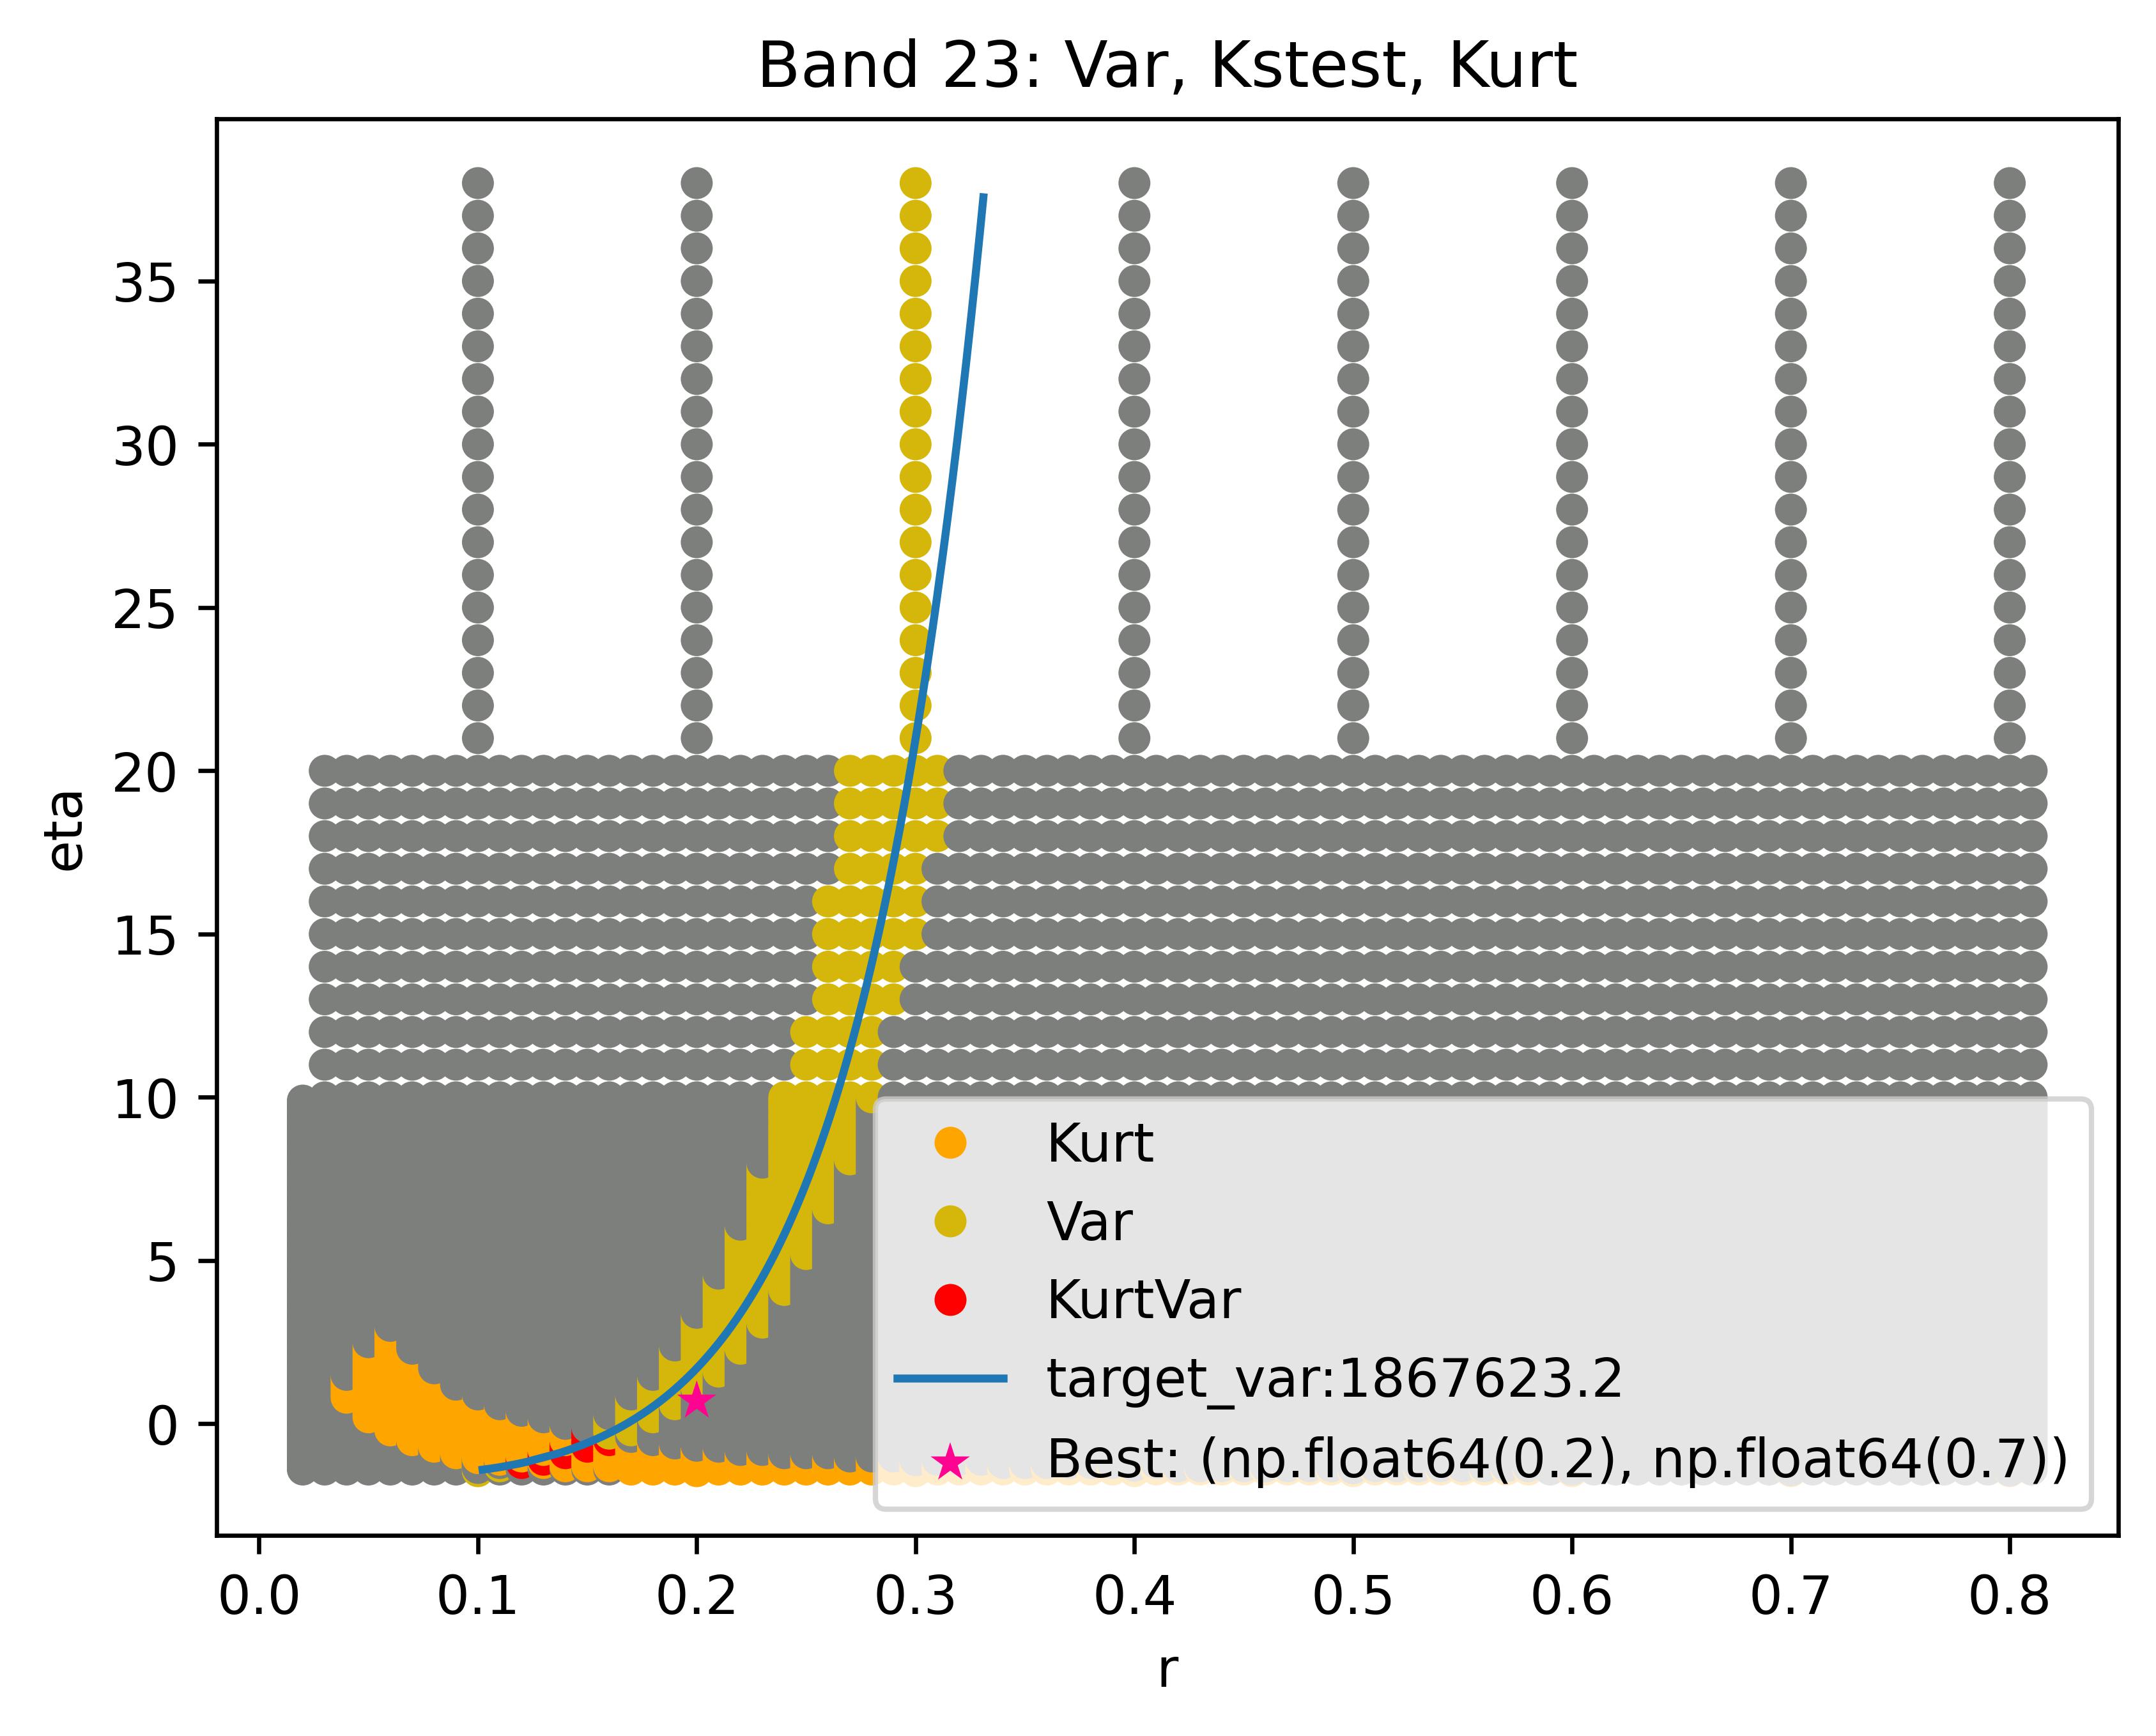 Band 23: Var, Kstest, Kurt
eta
35
30
25
20
15
10
5
0
Kurt
Var
KurtVar
target_var:1867623.2
Best: (np.float64(0.2), np.float64(0.7))
0.0 0.1 0.2 0.3 0.4 0.5 0.6 0.7 0.8
r